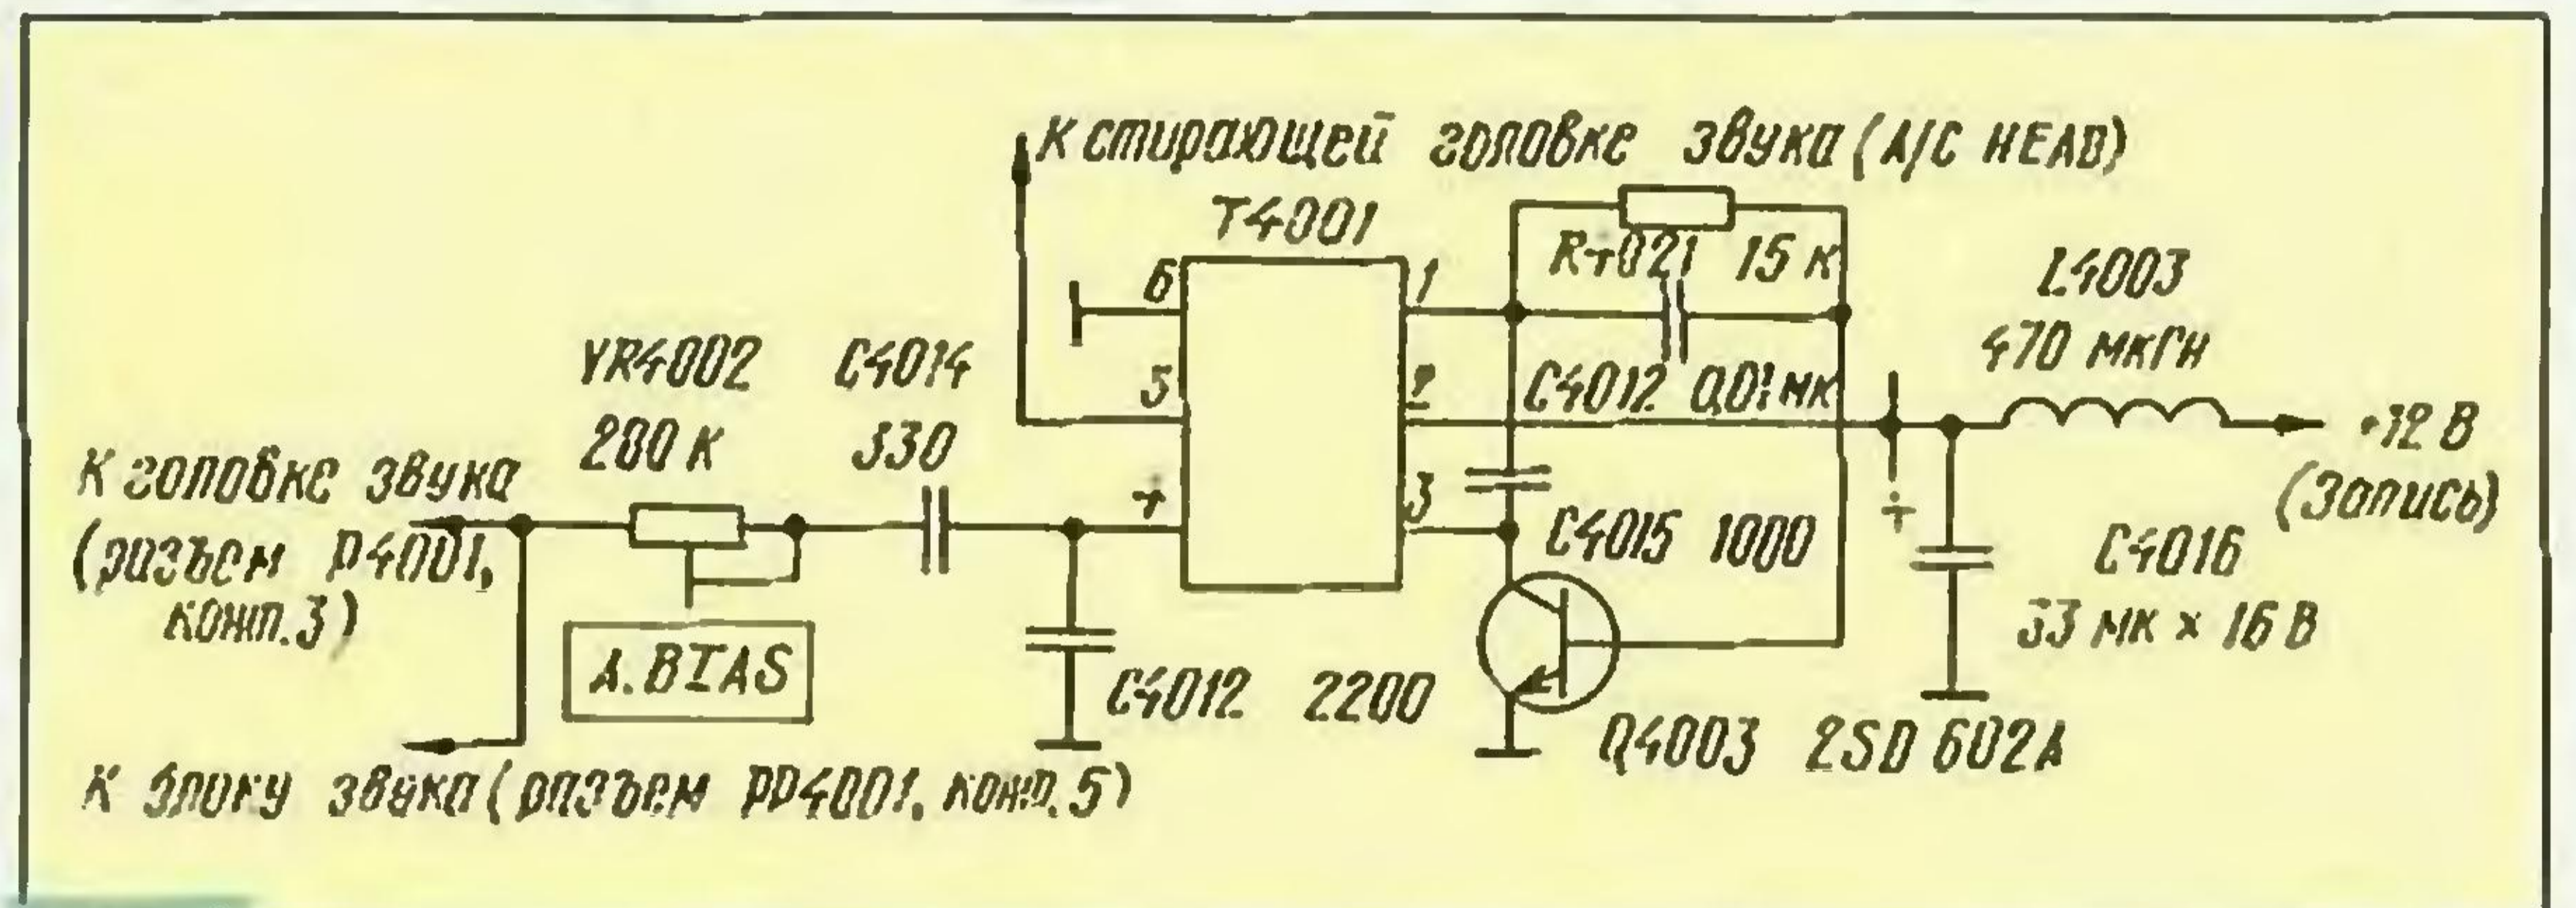 К стирающей головке звука (A/C HEAD)
T4001
R4021 15 к
L4003
470 мкГн
6
1
YR4002
C4014
5
2
C4012 0,01 мк
200 К
330
+12 В
(Запись)
К головке звука
(разъем P4001,
конт.3)
4
3
+
C4015 1000
C4016
33 мк × 16 В
A.BIAS
C4012 2200
Q4003 2SD 602A
К блоку звука (разъем PP4001, конт.5)